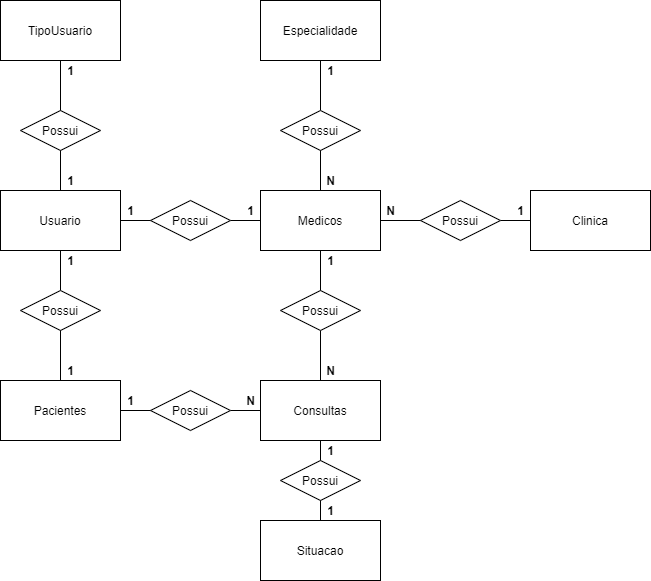 TipoUsuario
Especialidade
1
1
Possui
Possui
1
N
Usuario
1
Possui
1
Medicos
N
Possui
1
Clinica
1
1
Possui
Possui
1
N
Pacientes
1
Possui
N
Consultas
1
Possui
1
Situacao